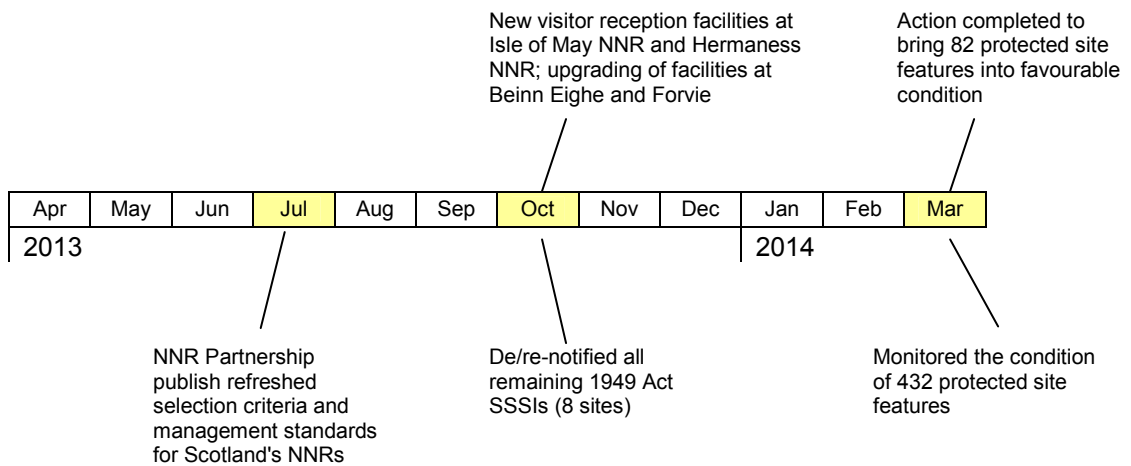 New visitor reception facilities at
Isle of May NNR and Hermaness
NNR; upgrading of facilities at
Beinn Eighe and Forvie
Action completed to
bring 82 protected site
features into favourable
condition
Apr May Jun Jul Aug Sep Oct Nov Dec Jan Feb Mar
2013 2014
NNR Partnership
publish refreshed
selection criteria and
management standards
for Scotland's NNRs
De/re-notified all
remaining 1949 Act
SSSIs (8 sites)
Monitored the condition
of 432 protected site
features